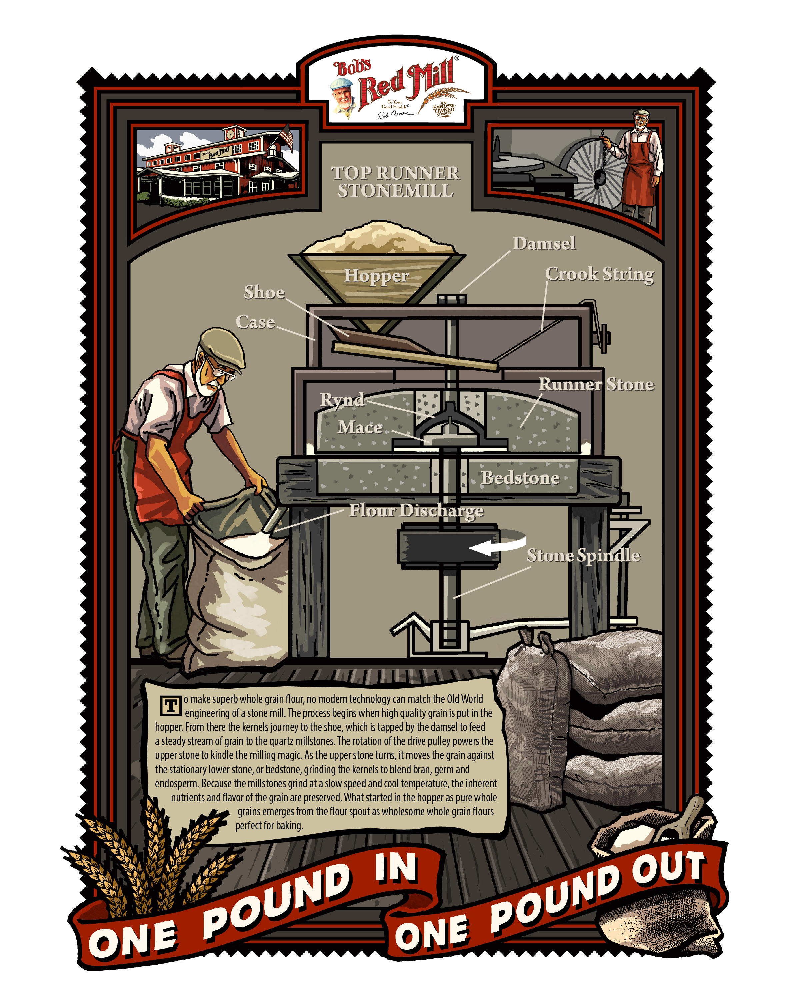 Bob's
Red Mill®
To Your
Good Health®
Bob Moore
AN
EMPLOYEE-
OWNED
COMPANY
Bob's Red Mill
TOP RUNNER
STONEMILL
Damsel
Crook String
Hopper
Shoe
Case
Runner Stone
Rynd
Mace
Bedstone
Flour Discharge
Stone Spindle
To make superb whole grain flour, no modern technology can match the Old World
engineering of a stone mill. The process begins when high quality grain is put in the
hopper. From there the kernels journey to the shoe, which is tapped by the damsel to feed
a steady stream of grain to the quartz millstones. The rotation of the drive pulley powers the
upper stone to kindle the milling magic. As the upper stone turns, it moves the grain against
the stationary lower stone, or bedstone, grinding the kernels to blend bran, germ and
endosperm. Because the millstones grind at a slow speed and cool temperature, the inherent
nutrients and flavor of the grain are preserved. What started in the hopper as pure whole
grains emerges from the flour spout as wholesome whole grain flours
perfect for baking.
ONE POUND IN
ONE POUND OUT